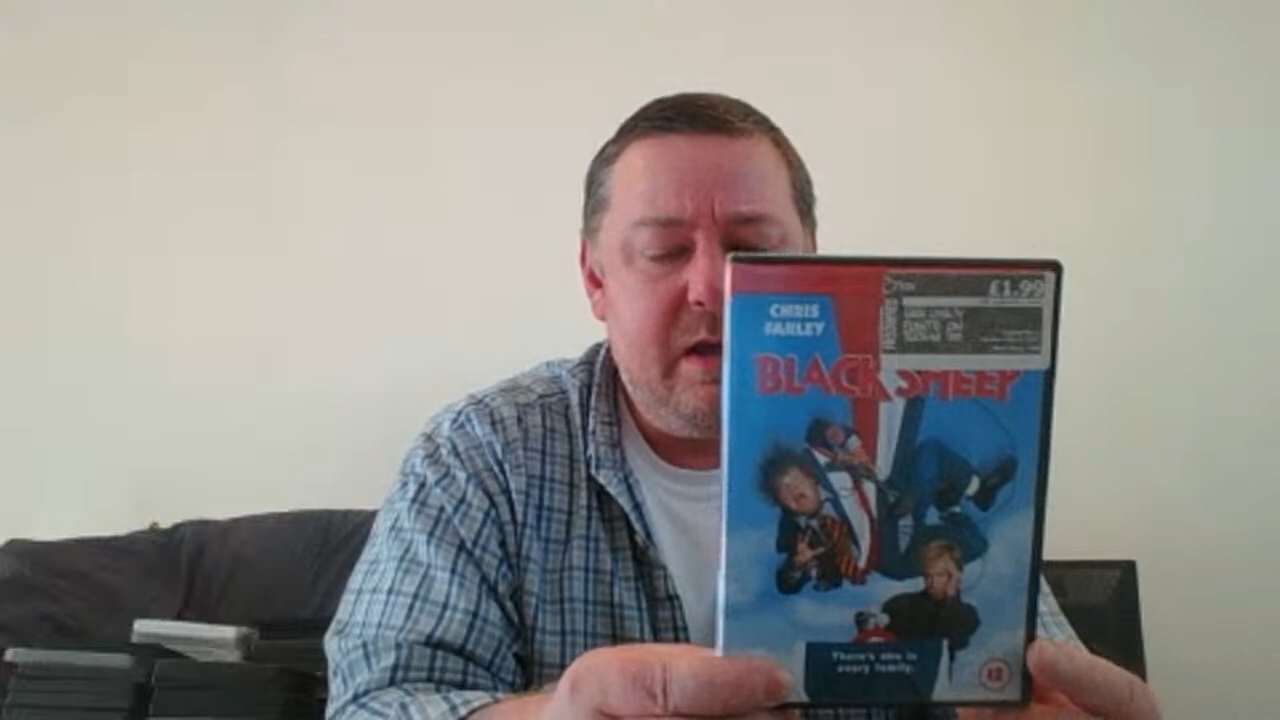 £1.99
CHRIS
FARLEY
BLACK SHEEP
There's one in
every family.
12